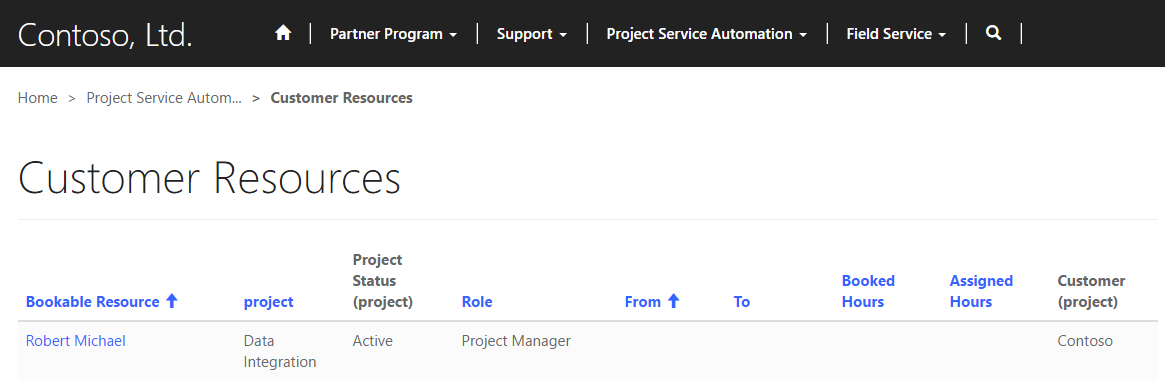 Contoso, Ltd. Partner Program Support Project Service Automation Field Service
Home > Project Service Autom... > Customer Resources
Customer Resources
Bookable Resource project Project Status (project) Role From To Booked Hours Assigned Hours Customer (project)
Robert Michael Data Integration Active Project Manager Contoso